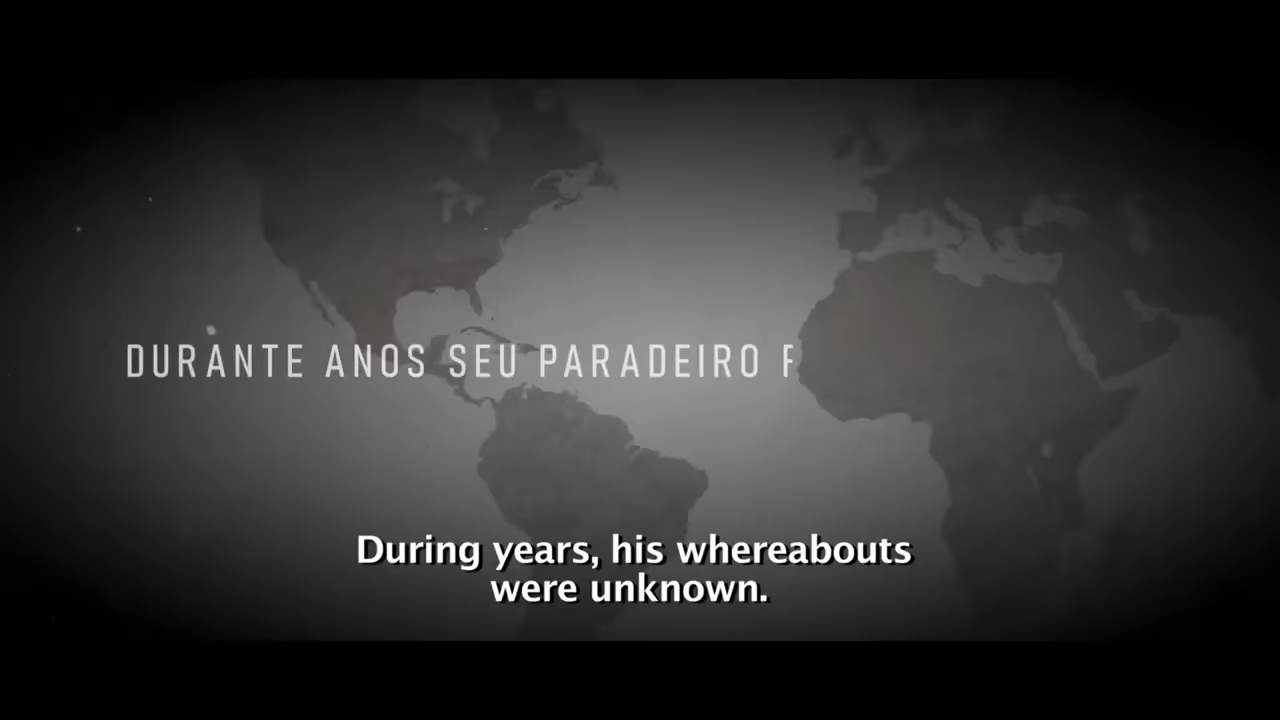 DURANTE ANOS SEU PARADEIRO
During years, his whereabouts
were unknown.